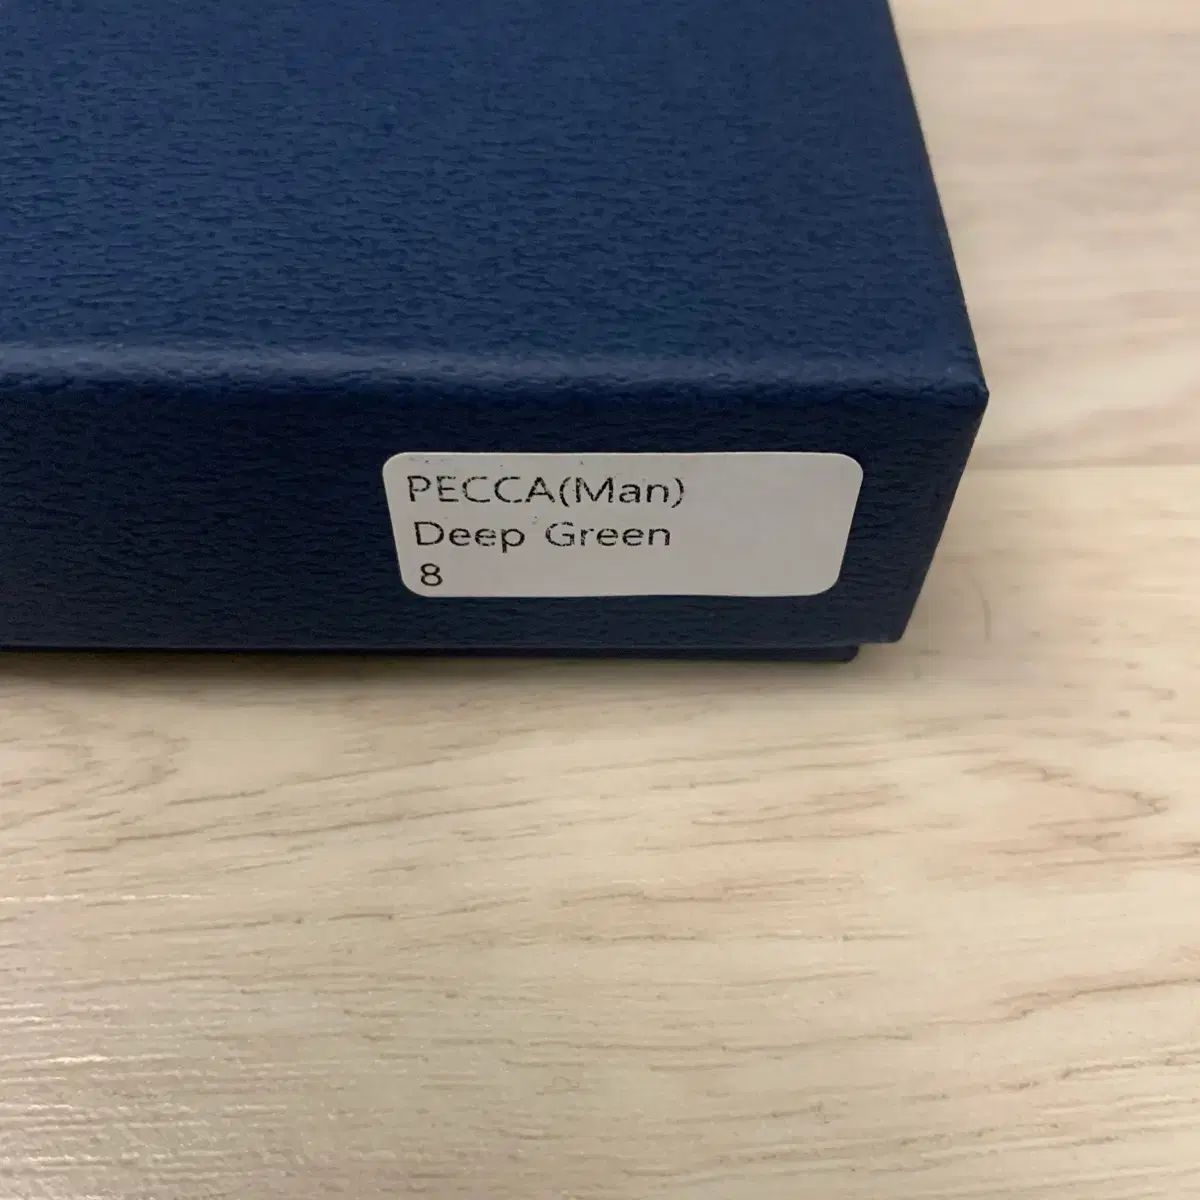 PECCA(Man)
Deep Green
8